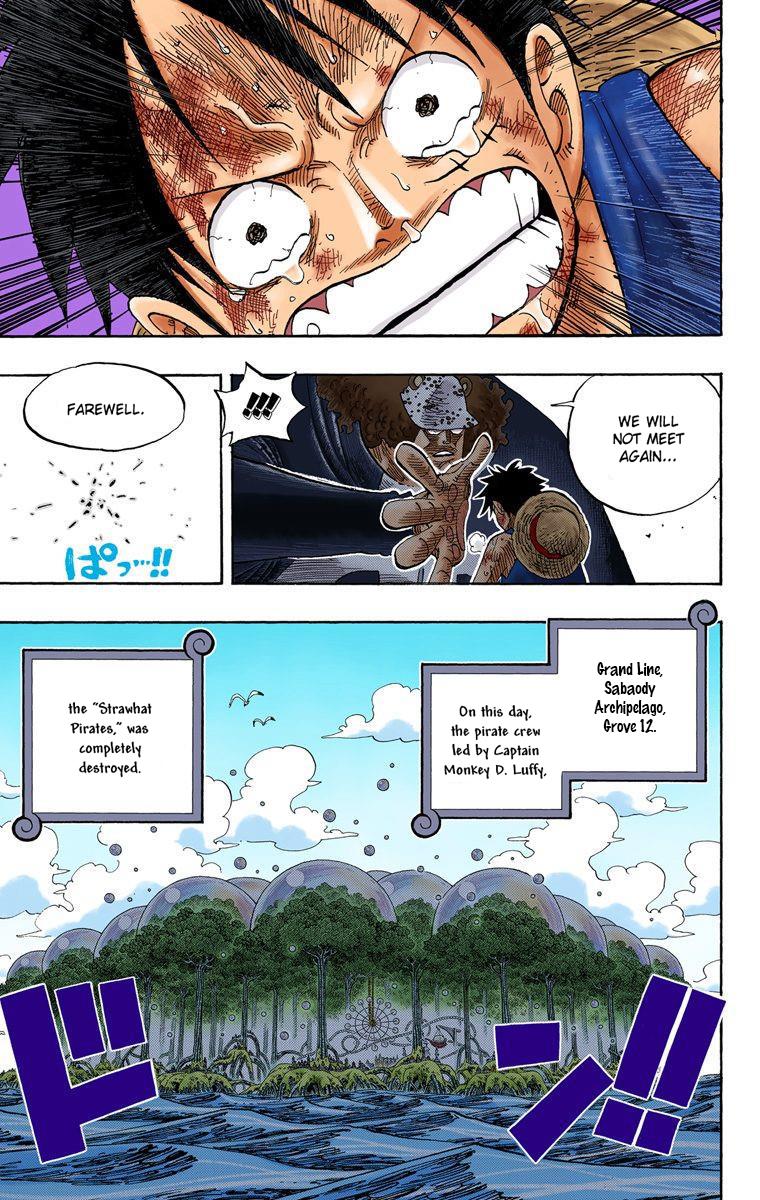 WE WILL
NOT MEET
AGAIN...
!!!
FAREWELL.
ぱっ…!!
Grand Line,
Sabaody
Archipelago,
Grove 12.
On this day,
the pirate crew
led by Captain
Monkey D. Luffy,
the "Strawhat
Pirates," was
completely
destroyed.
ドン!!